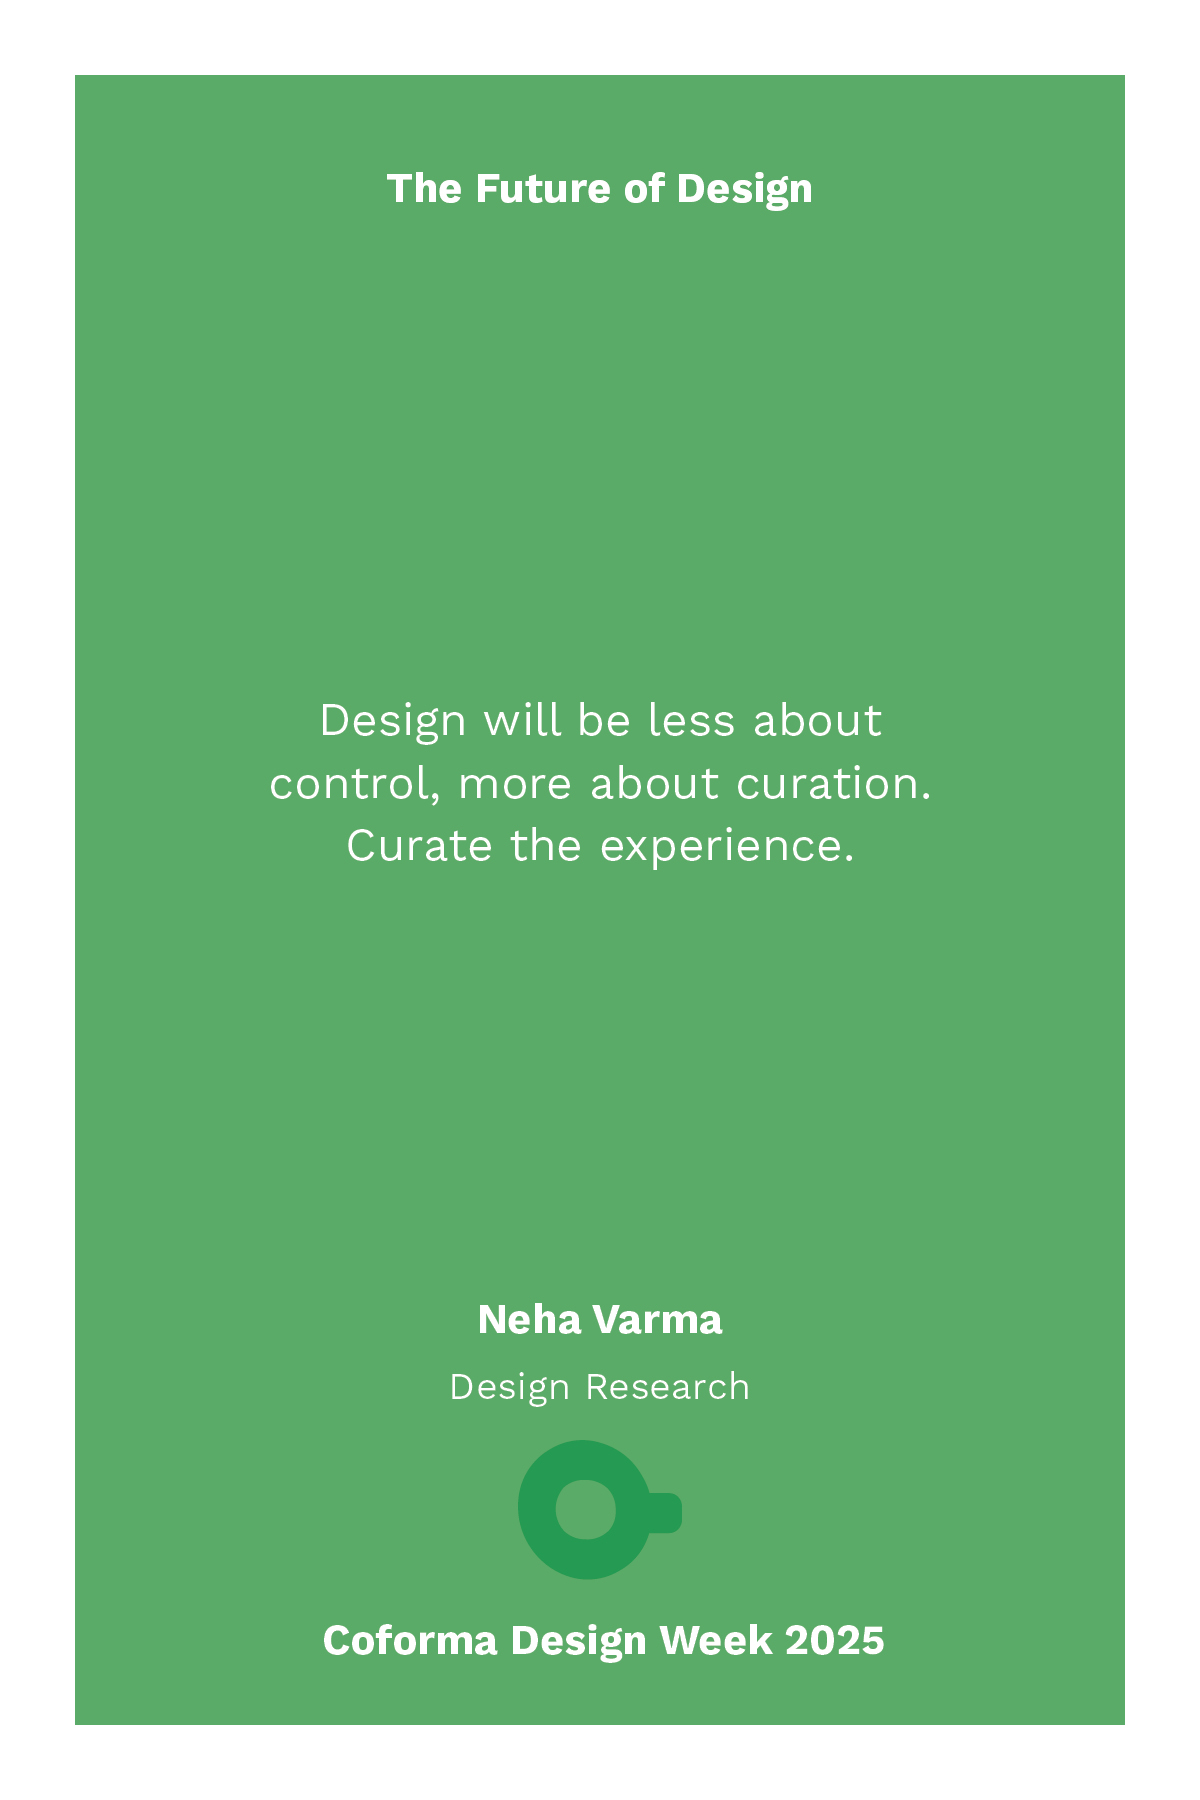 The Future of Design
Design will be less about
control, more about curation.
Curate the experience.
Neha Varma
Design Research
Coforma Design Week 2025